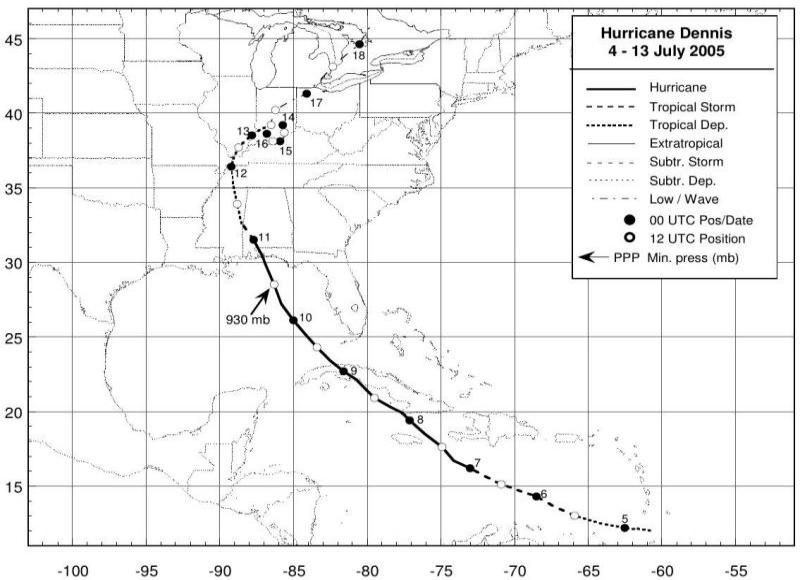 Hurricane Dennis
4 - 13 July 2005
Hurricane
Tropical Storm
Tropical Dep.
Extratropical
Subtr. Storm
Subtr. Dep.
Low / Wave
00 UTC Pos/Date
12 UTC Position
PPP Min. press (mb)
45
18
17
40
14
13
16
15
12
35
11
30
930 mb
10
25
9
20
8
7
15
6
5
-100 -95 -90 -85 -80 -75 -70 -65 -60 -55